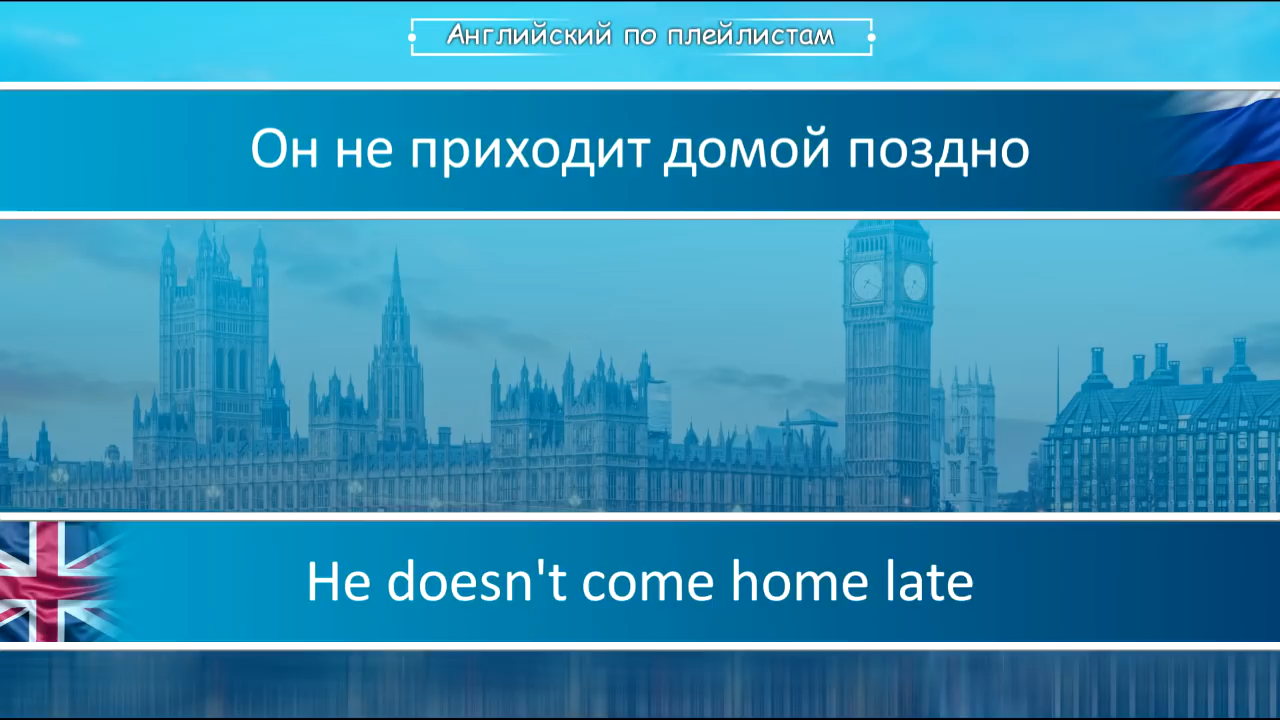 Английский по плейлистам
Он не приходит домой поздно
He doesn't come home late